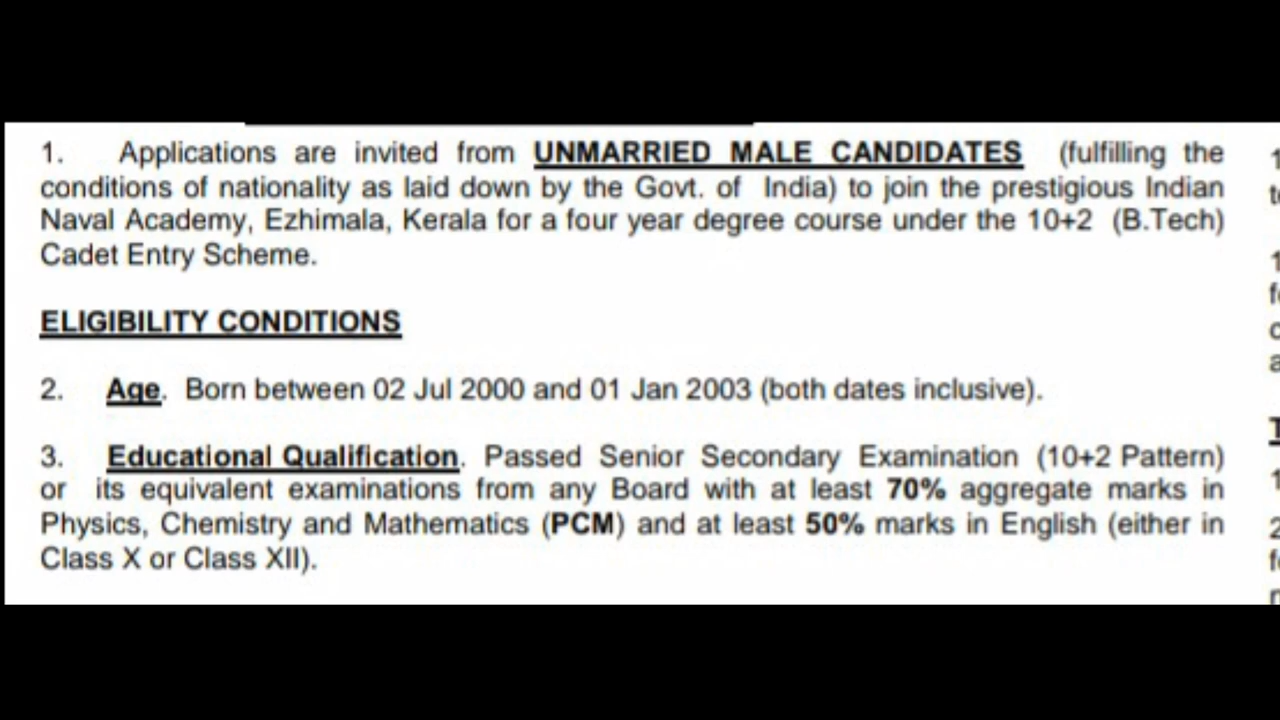 1. Applications are invited from UNMARRIED MALE CANDIDATES (fulfilling the
conditions of nationality as laid down by the Govt. of India) to join the prestigious Indian
Naval Academy, Ezhimala, Kerala for a four year degree course under the 10+2 (B.Tech)
Cadet Entry Scheme.
ELIGIBILITY CONDITIONS
2. Age. Born between 02 Jul 2000 and 01 Jan 2003 (both dates inclusive).
3. Educational Qualification. Passed Senior Secondary Examination (10+2 Pattern)
or its equivalent examinations from any Board with at least 70% aggregate marks in
Physics, Chemistry and Mathematics (PCM) and at least 50% marks in English (either in
Class X or Class XII).